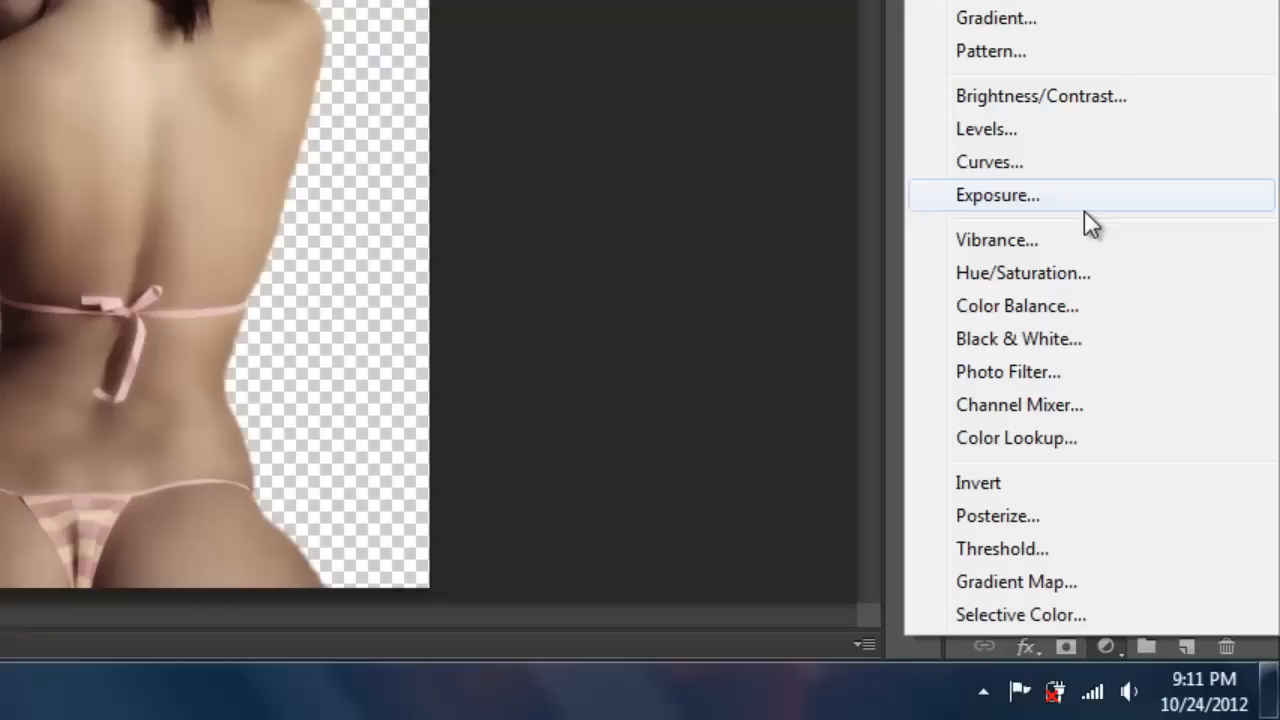 Gradient...
Pattern...
Brightness/Contrast...
Levels...
Curves...
Exposure...
Vibrance...
Hue/Saturation...
Color Balance...
Black & White...
Photo Filter...
Channel Mixer...
Color Lookup...
Invert
Posterize...
Threshold...
Gradient Map...
Selective Color...
fx
9:11 PM
10/24/2012